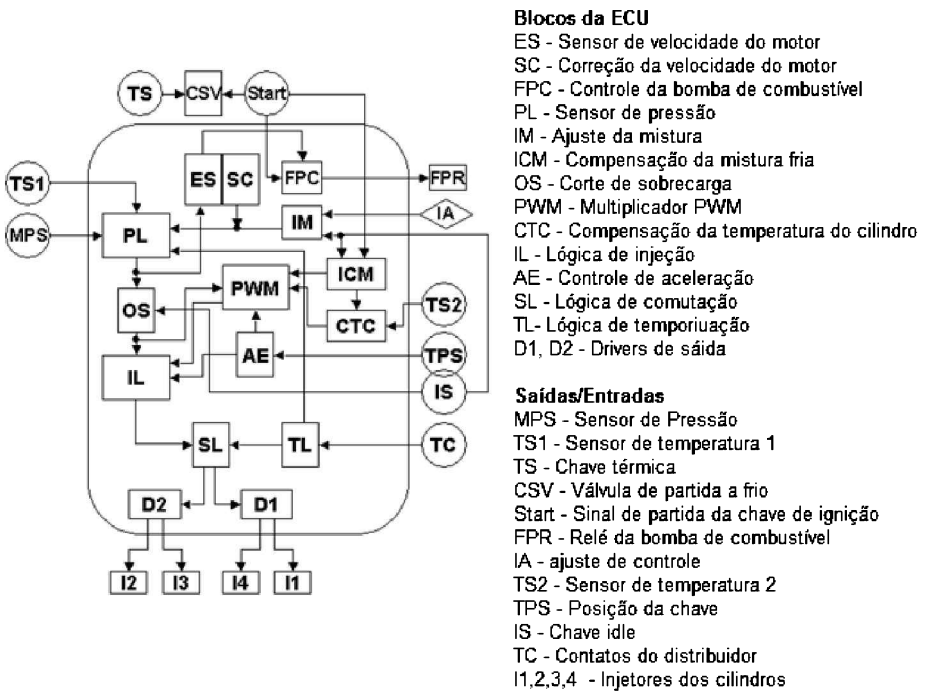 TS
CSV
Start
TS1
MPS
ES
SC
FPC
FPR
IM
IA
PL
ICM
PWM
OS
CTC
TS2
TPS
IS
AE
IL
SL
TL
TC
D2
D1
I2
I3
I4
I1
Blocos da ECU
ES - Sensor de velocidade do motor
SC - Correção da velocidade do motor
FPC - Controle da bomba de combustível
PL - Sensor de pressão
IM - Ajuste da mistura
ICM - Compensação da mistura fria
OS - Corte de sobrecarga
PWM - Multiplicador PWM
CTC - Compensação da temperatura do cilindro
IL - Lógica de injeção
AE - Controle de aceleração
SL - Lógica de comutação
TL- Lógica de temporiuação
D1, D2 - Drivers de sáida
Saídas/Entradas
MPS - Sensor de Pressão
TS1 - Sensor de temperatura 1
TS - Chave térmica
CSV - Válvula de partida a frio
Start - Sinal de partida da chave de ignição
FPR - Relé da bomba de combustível
IA - ajuste de controle
TS2 - Sensor de temperatura 2
TPS - Posição da chave
IS - Chave idle
TC - Contatos do distribuidor
I1,2,3,4 - Injetores dos cilindros